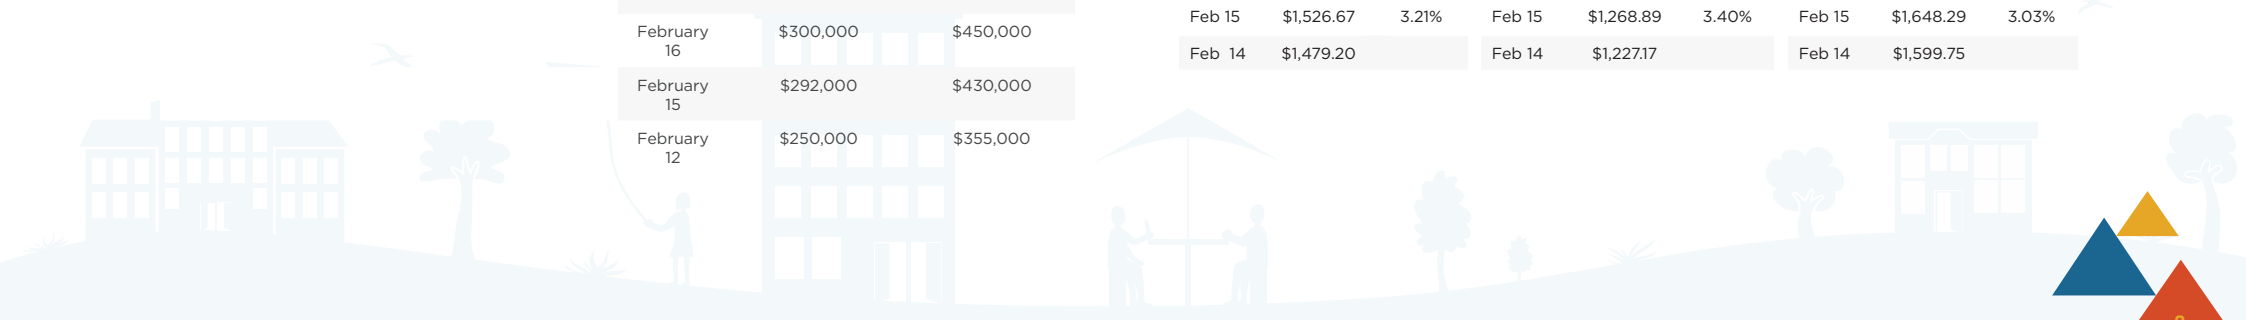 February $300,000 $450,000
16
February $292,000 $430,000
15
February $250,000 $355,000
12
Feb 15 $1,526.67 3.21% Feb 15 $1,268.89 3.40% Feb 15 $1,648.29 3.03%
Feb 14 $1,479.20 Feb 14 $1,227.17 Feb 14 $1,599.75